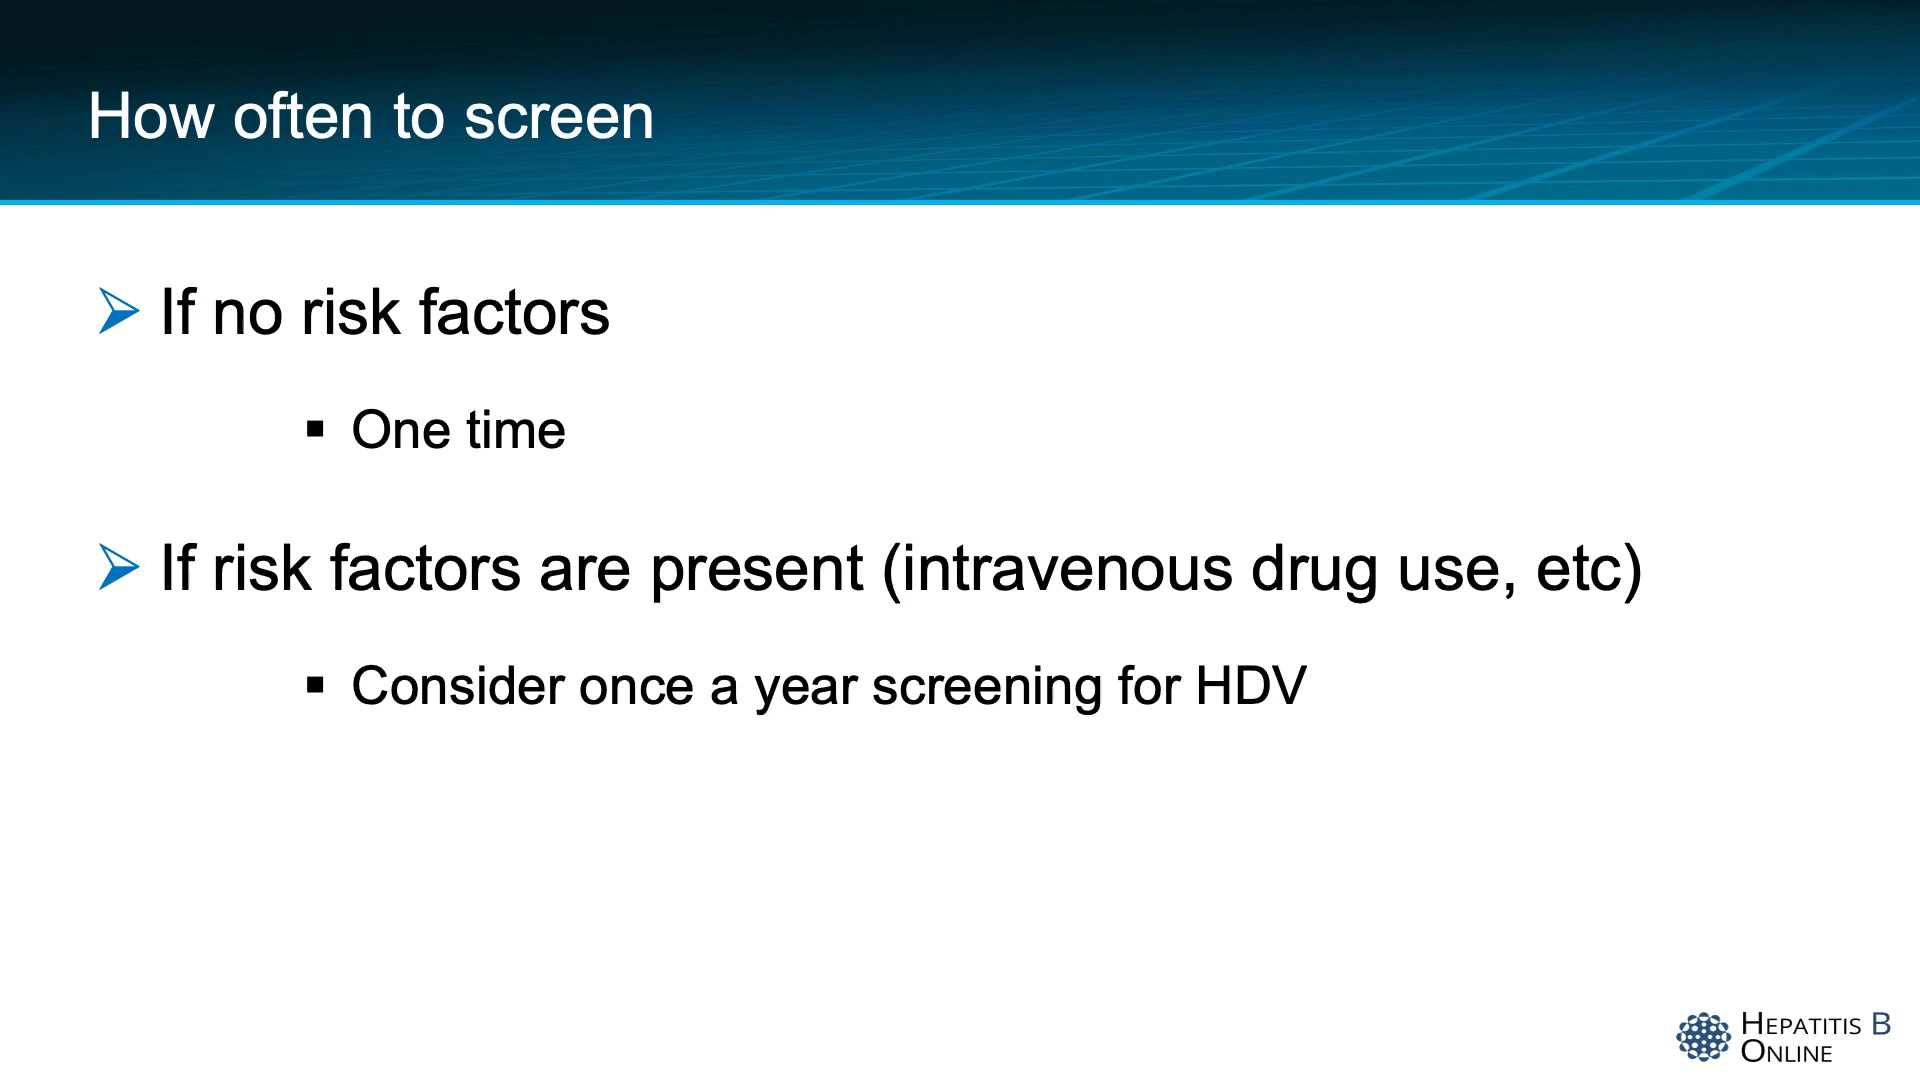 How often to screen
If no risk factors
One time
If risk factors are present (intravenous drug use, etc)
Consider once a year screening for HDV
HEPATITIS B
ONLINE